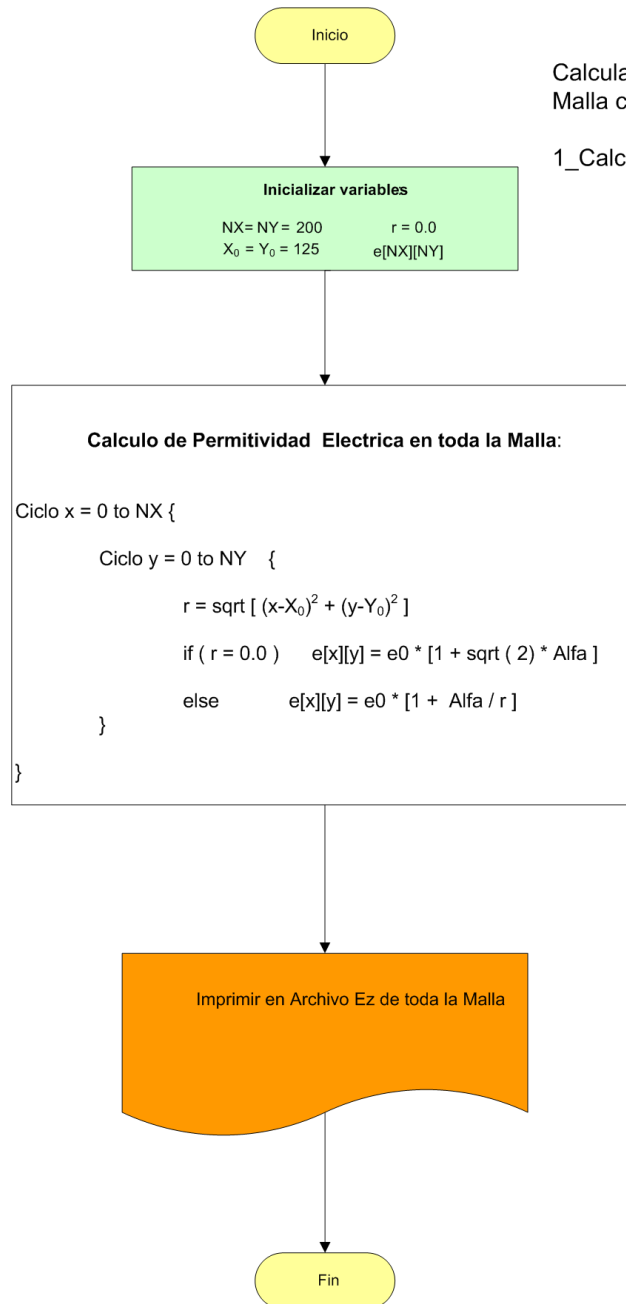 Inicio
Calcula
Malla c
1_Calc
Inicializar variables
NX= NY= 200 r = 0.0
X₀ = Y₀ = 125 e[NX][NY]
Calculo de Permitividad Electrica en toda la Malla:
Ciclo x = 0 to NX {
Ciclo y = 0 to NY {
r = sqrt [ (x-X₀)² + (y-Y₀)² ]
if ( r = 0.0 ) e[x][y] = e0 * [1 + sqrt ( 2) * Alfa ]
else e[x][y] = e0 * [1 + Alfa / r ]
}
}
Imprimir en Archivo Ez de toda la Malla
Fin